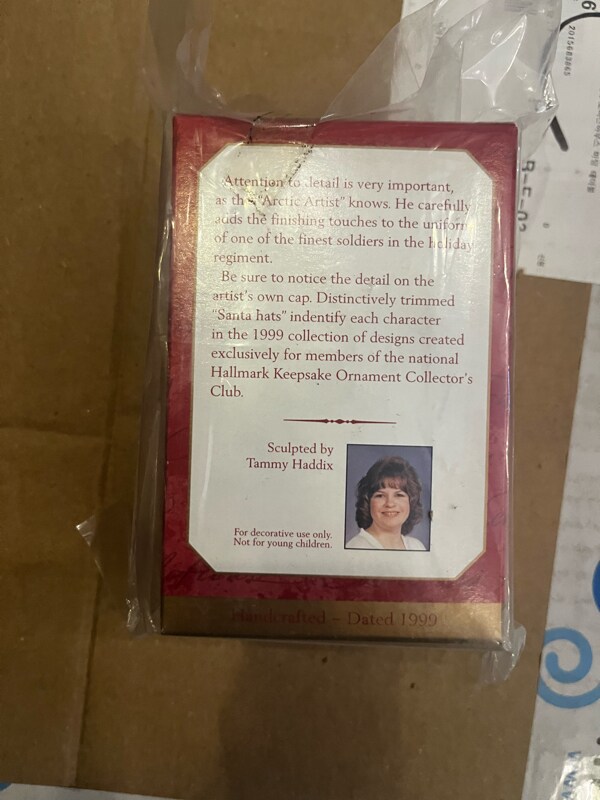 Attention to detail is very important,
as the "Arctic Artist" knows. He carefully
adds the finishing touches to the uniform
of one of the finest soldiers in the holiday
regiment.
Be sure to notice the detail on the
artist's own cap. Distinctively trimmed
"Santa hats" indentify each character
in the 1999 collection of designs created
exclusively for members of the national
Hallmark Keepsake Ornament Collector's
Club.
Sculpted by
Tammy Haddix
For decorative use only.
Not for young children.
Handcrafted ~ Dated 1999
2015683865